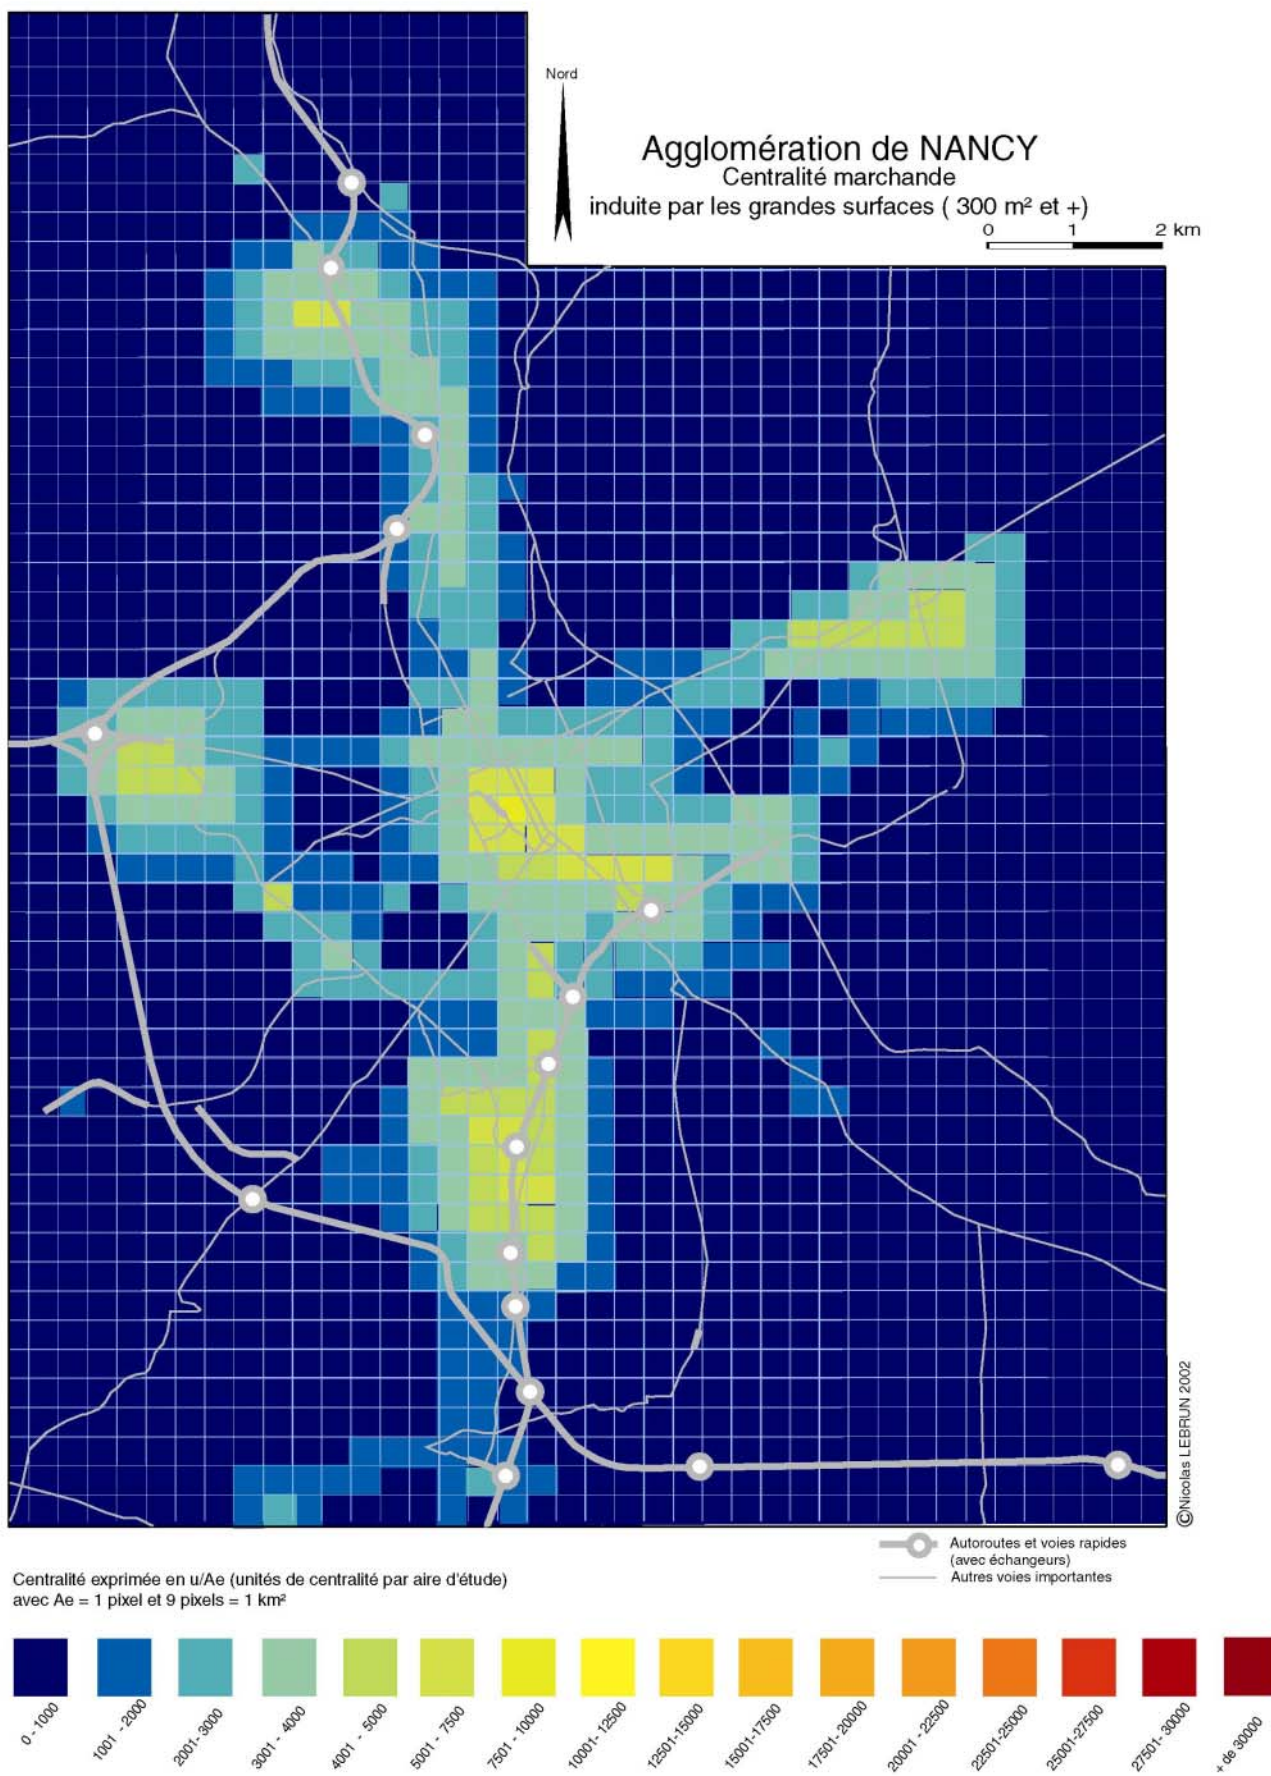 Nord
Agglomération de NANCY
Centralité marchande
induite par les grandes surfaces ( 300 m² et +)
0 1 2 km
©Nicolas LEBRUN 2002
Autoroutes et voies rapides
(avec échangeurs)
Autres voies importantes
Centralité exprimée en u/Ae (unités de centralité par aire d'étude)
avec Ae = 1 pixel et 9 pixels = 1 km²
0 - 1000
1001 - 2000
2001- 3000
3001 - 4000
4001 - 5000
5001 - 7500
7501 - 10000
10001 - 12500
12501-15000
15001-17500
17501- 20000
20001 - 22500
22501-25000
25001-27500
27501- 30000
+ de 30000